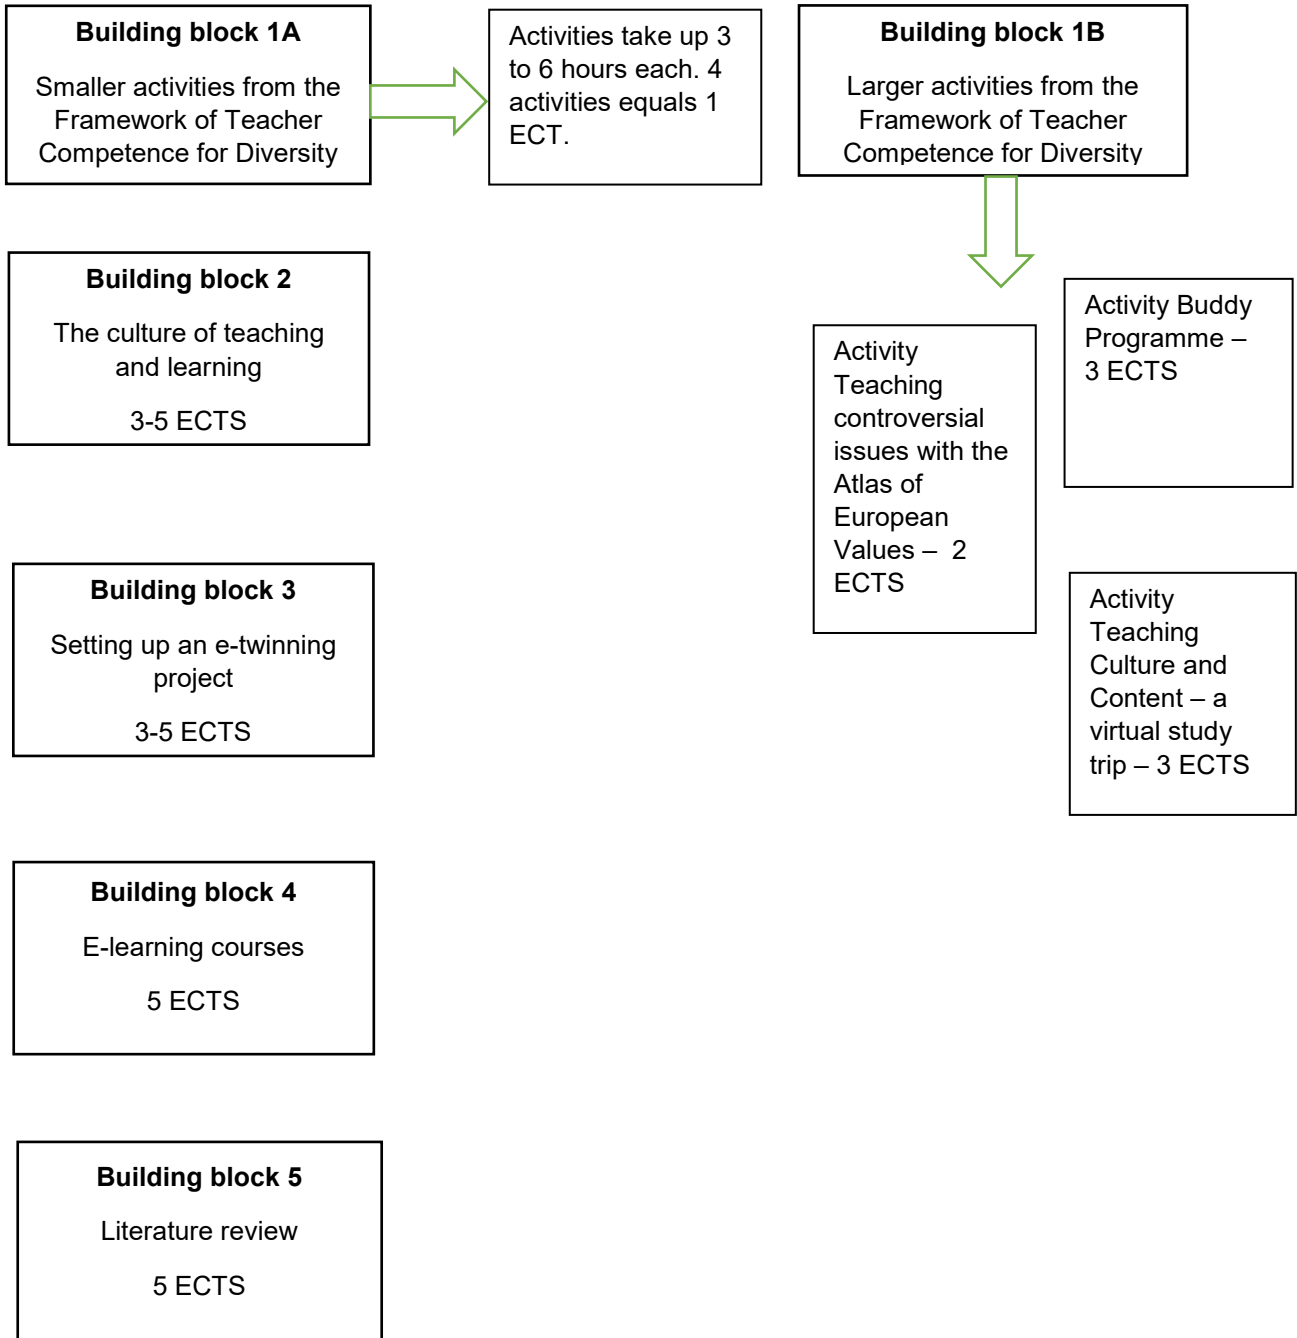 Building block 1A
Smaller activities from the
Framework of Teacher
Competence for Diversity
Activities take up 3
to 6 hours each. 4
activities equals 1
ECT.
Building block 1B
Larger activities from the
Framework of Teacher
Competence for Diversity
Building block 2
The culture of teaching
and learning
3-5 ECTS
Activity
Teaching
controversial
issues with the
Atlas of
European
Values –  2
ECTS
Activity Buddy
Programme –
3 ECTS
Building block 3
Setting up an e-twinning
project
3-5 ECTS
Activity
Teaching
Culture and
Content – a
virtual study
trip – 3 ECTS
Building block 4
E-learning courses
5 ECTS
Building block 5
Literature review
5 ECTS